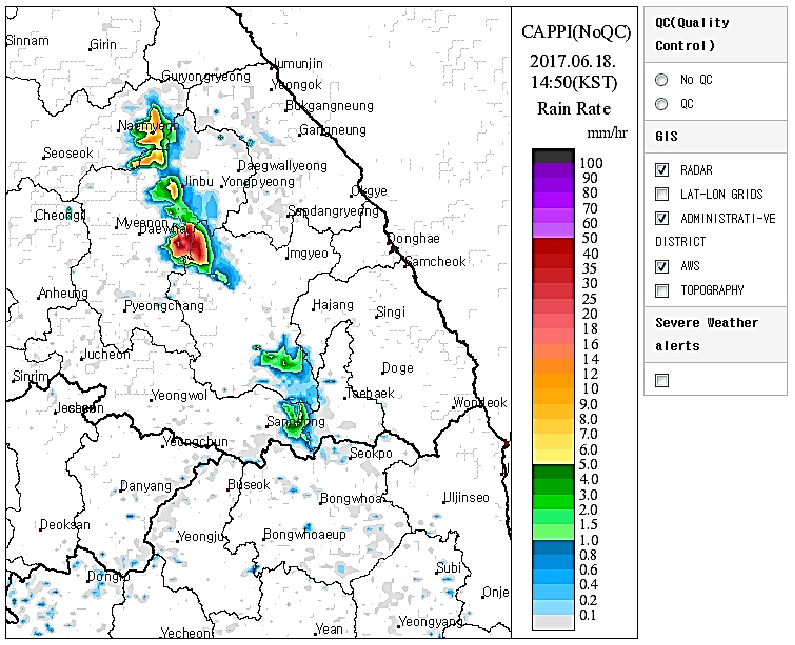 Sinnam
Girin
Jumunjin
Guryongryeong
Yeongok
Bukgangneung
Gangneung
Seoseok
Daegwallyeong
Jinbu
Yongpyeong
Okgye
Cheongil
Sapdangryeong
Donghae
Imgyeo
Samcheok
Anheung
Pyeongchang
Hajang
Singi
Jucheon
Doge
Sinrim
Yeongwol
Taebaek
Wondeok
Jecheon
Yeongchun
Seokpo
Danyang
Buseok
Bongwhoa
Uljinseo
Deoksan
Yeongju
Bongwhoaeup
Subi
Dongro
Onje
Yecheon
Yean
Yeongyang
CAPPI(NoQC)
2017.06.18.
14:50(KST)
Rain Rate
mm/hr
100
90
80
70
60
50
40
35
30
25
20
18
16
14
12
10
9.0
8.0
7.0
6.0
5.0
4.0
3.0
2.0
1.5
1.0
0.8
0.6
0.4
0.2
0.1
QC(Quality
Control)
No QC
QC
GIS
RADAR
LAT-LON GRIDS
ADMINISTRATI-VE
DISTRICT
AWS
TOPOGRAPHY
Severe Weather
alerts